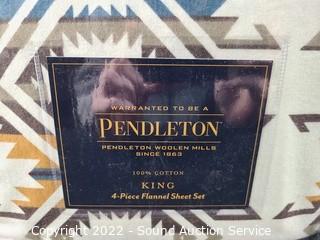 WARRANTED TO BE A
PENDLETON
PENDLETON WOOLEN MILLS
SINCE 1863
100% COTTON
KING
4-Piece Flannel Sheet Set
Copyright 2022 - Sound Auction Service